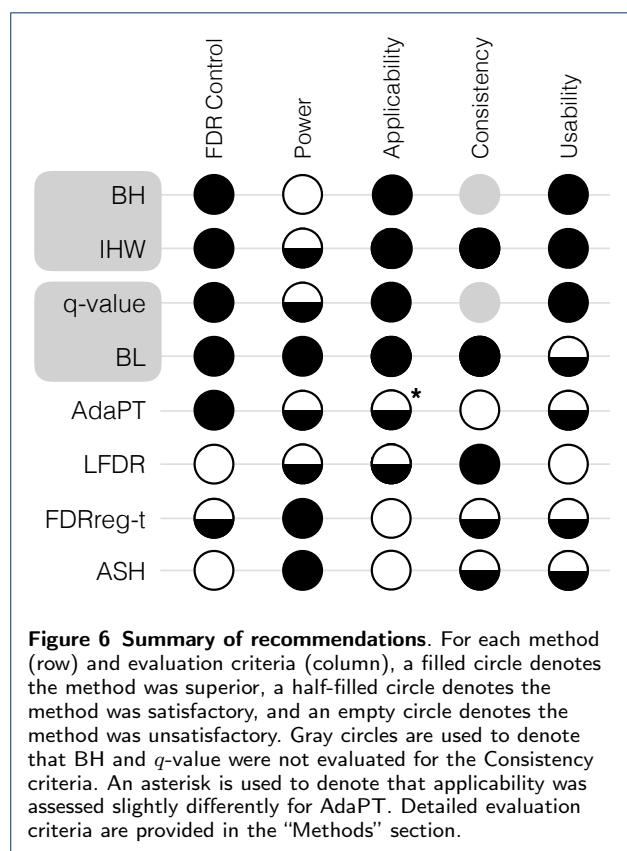 FDR Control
Power
Applicability
Consistency
Usability
BH
IHW
q-value
BL
AdaPT
*
LFDR
FDRreg-t
ASH
Figure 6 Summary of recommendations. For each method
(row) and evaluation criteria (column), a filled circle denotes
the method was superior, a half-filled circle denotes the
method was satisfactory, and an empty circle denotes the
method was unsatisfactory. Gray circles are used to denote
that BH and q-value were not evaluated for the Consistency
criteria. An asterisk is used to denote that applicability was
assessed slightly differently for AdaPT. Detailed evaluation
criteria are provided in the “Methods” section.